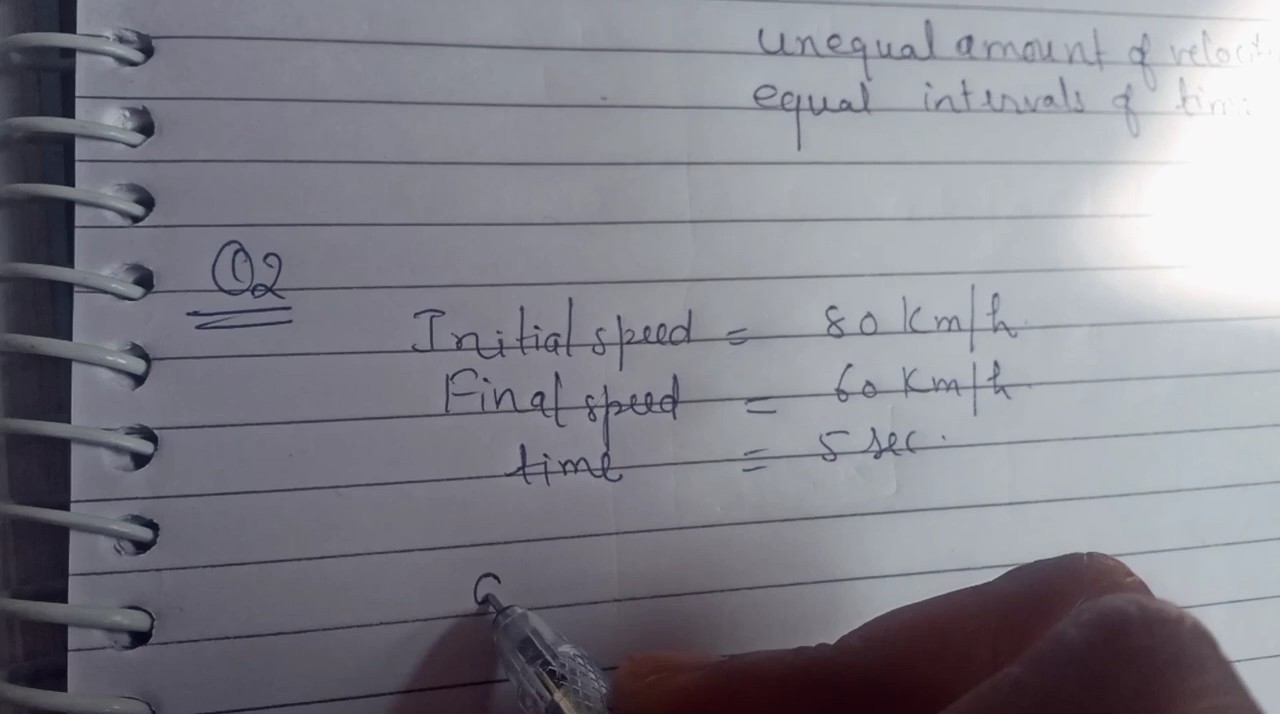 unequal amount of
equal intervals of
Q2
Initial speed = 80 Km/h
Final speed = 60 Km/h
time = 5 sec.